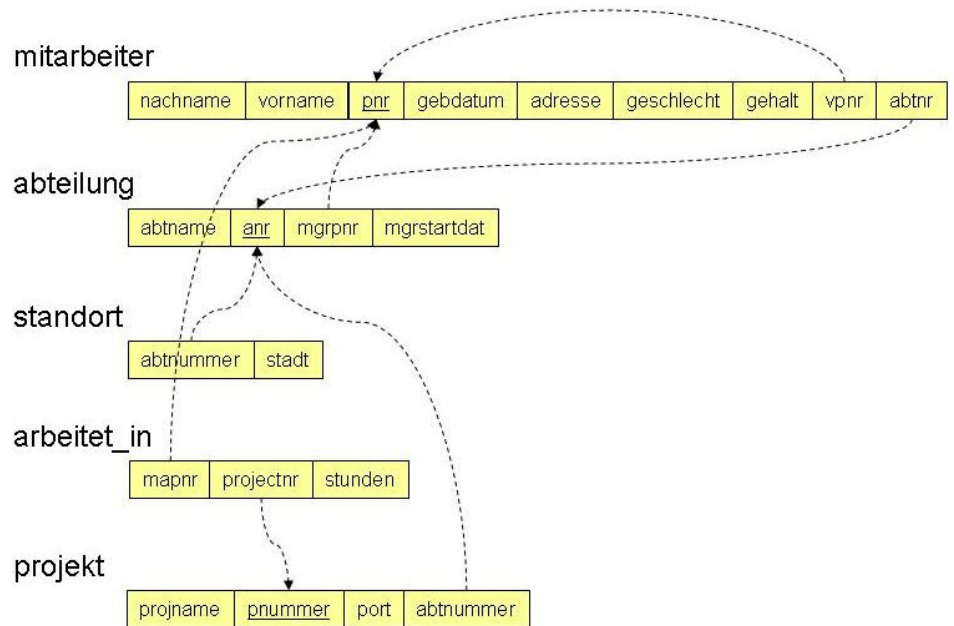 mitarbeiter
nachname vorname pnr gebdatum adresse geschlecht gehalt vpnr abtnr
abteilung
abtname anr mgrpnr mgrstartdat
standort
abtnummer stadt
arbeitet_in
mapnr projectnr stunden
projekt
projname pnummer port abtnummer